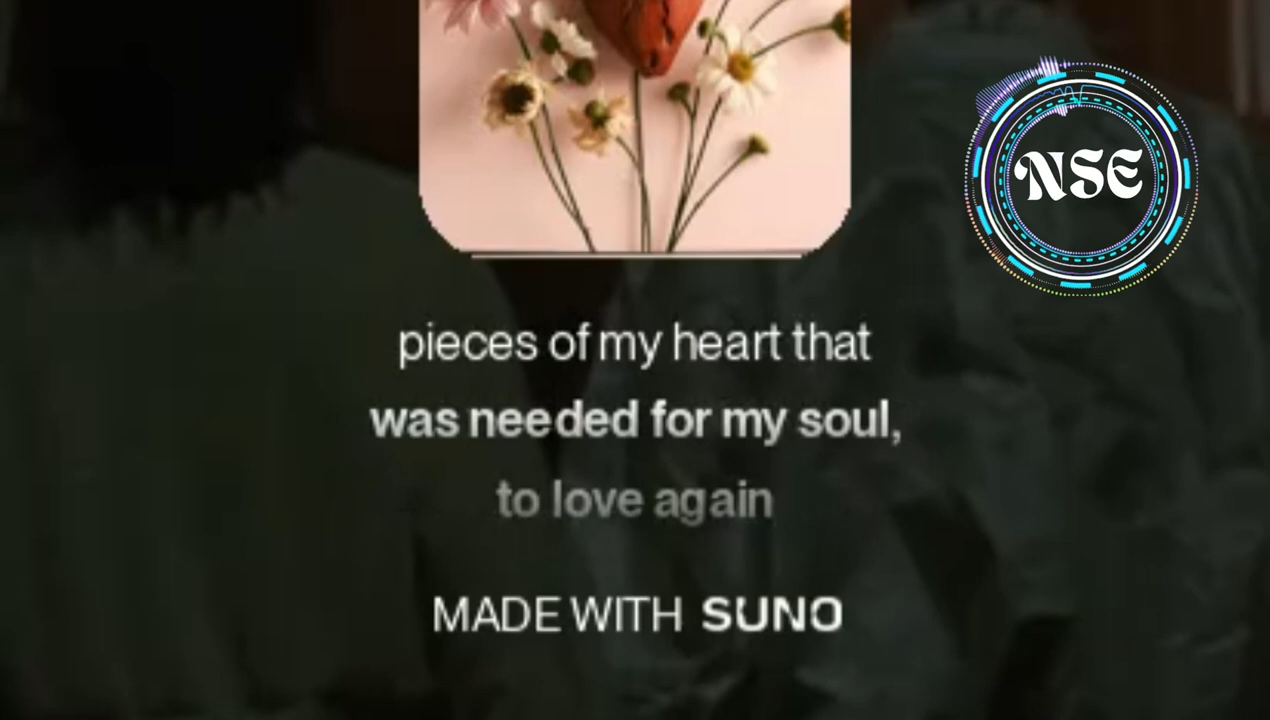 NSE
pieces of my heart that
was needed for my soul,
to love again
MADE WITH SUNO